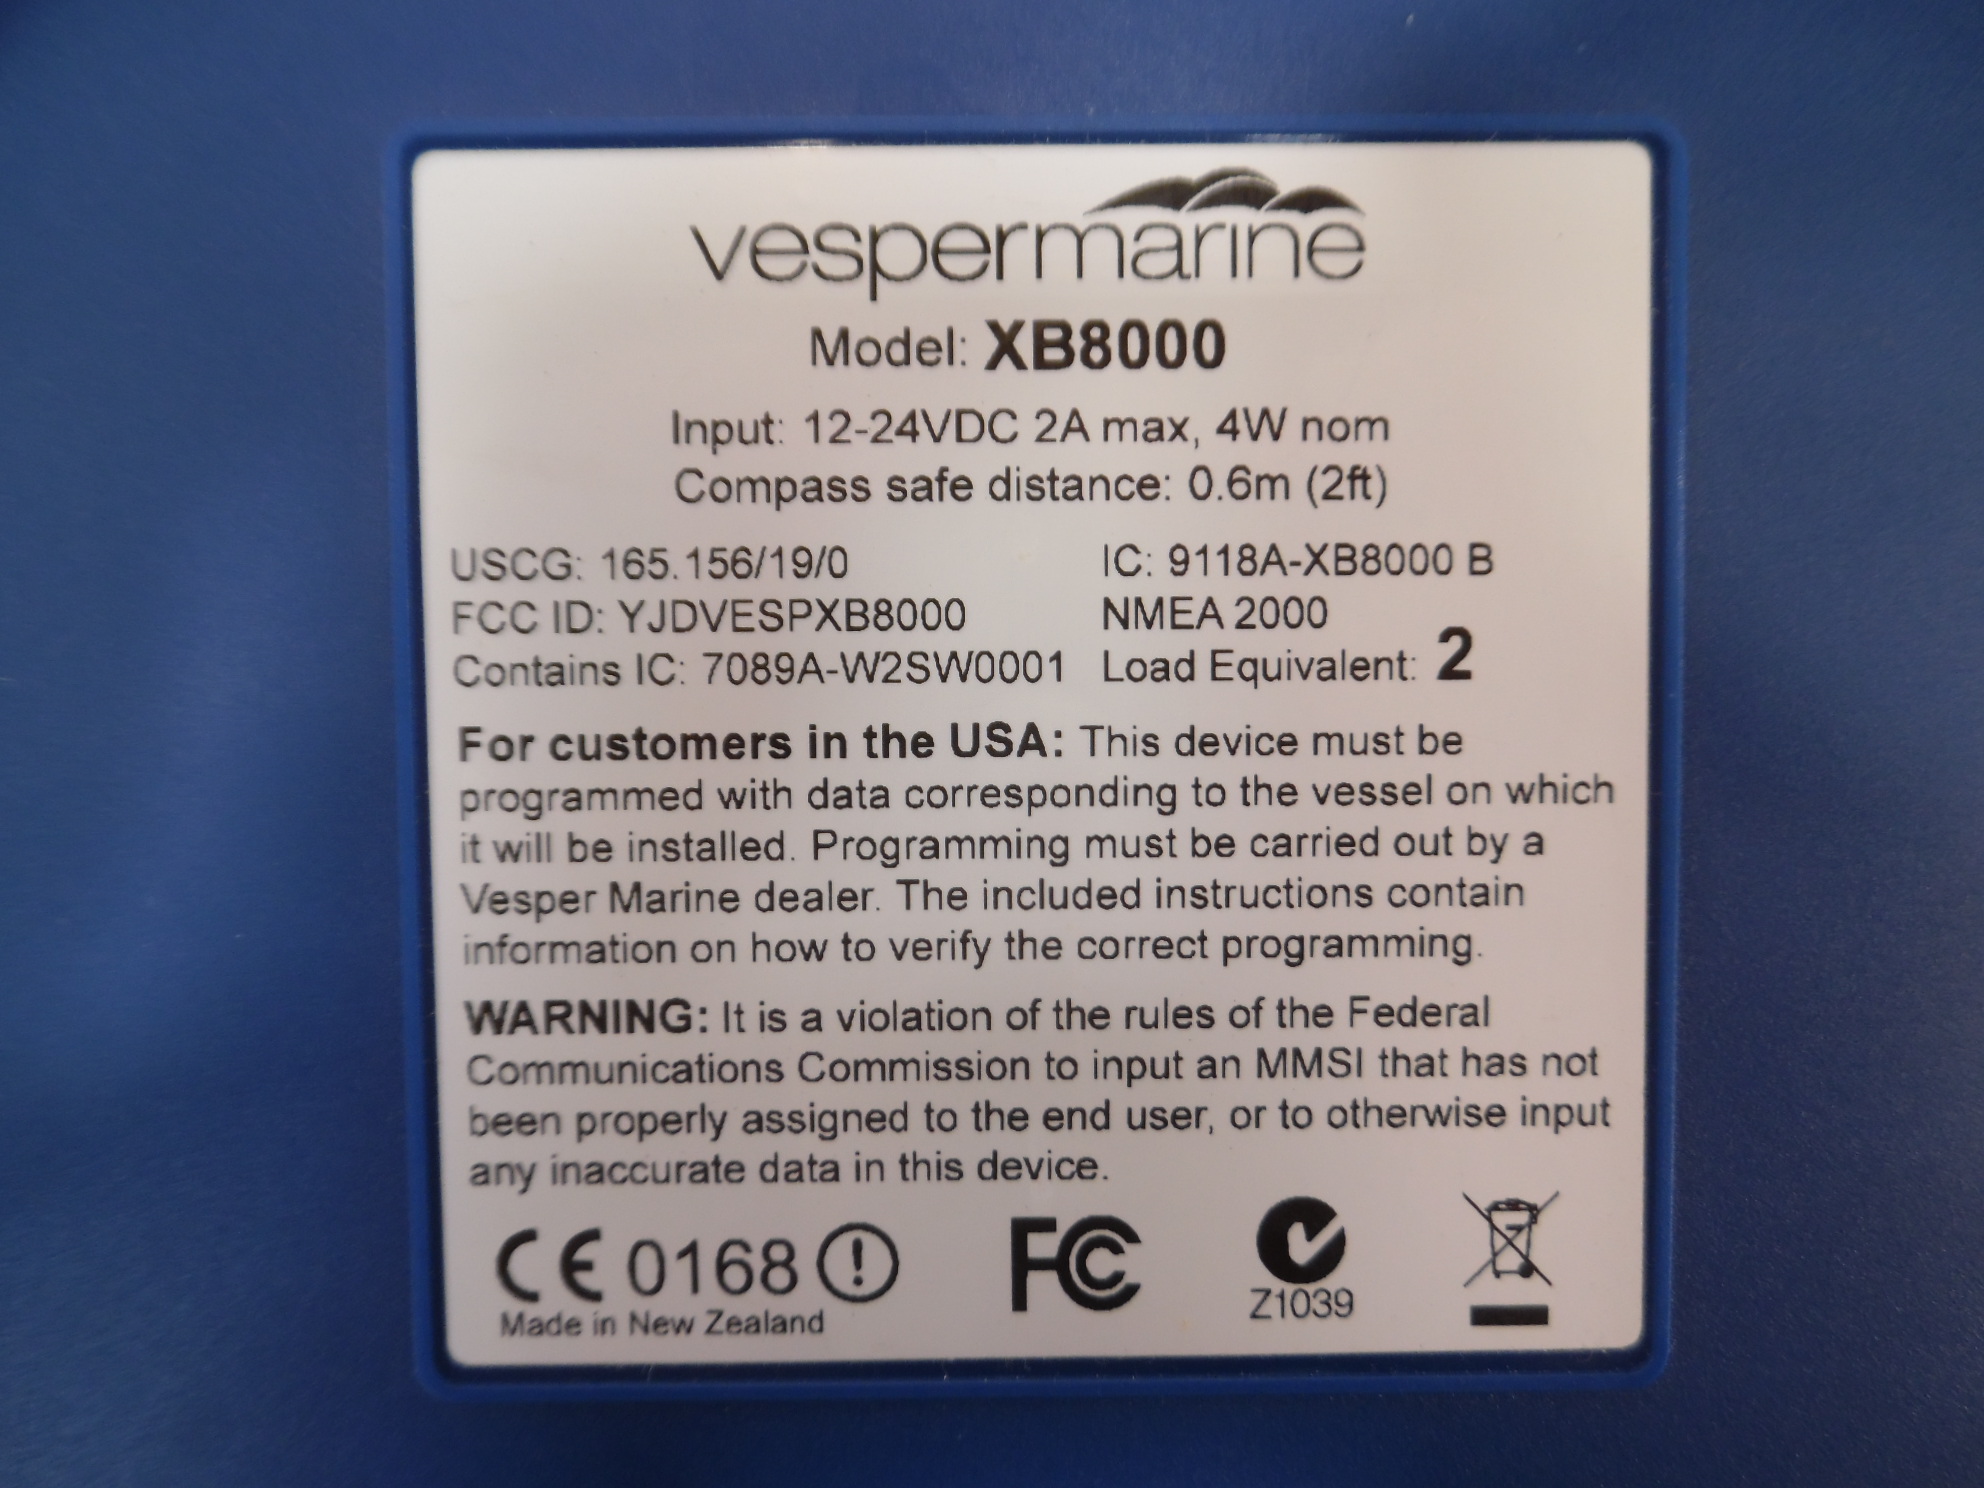 vespermarine
Model: XB8000
Input: 12-24VDC 2A max, 4W nom
Compass safe distance: 0.6m (2ft)
USCG: 165.156/19/0
IC: 9118A-XB8000 B
FCC ID: YJDVESPXB8000
NMEA 2000
Contains IC: 7089A-W2SW0001
Load Equivalent: 2
For customers in the USA: This device must be
programmed with data corresponding to the vessel on which
it will be installed. Programming must be carried out by a
Vesper Marine dealer. The included instructions contain
information on how to verify the correct programming.
WARNING: It is a violation of the rules of the Federal
Communications Commission to input an MMSI that has not
been properly assigned to the end user, or to otherwise input
any inaccurate data in this device.
CE 0168 !
FC
Z1039
Made in New Zealand